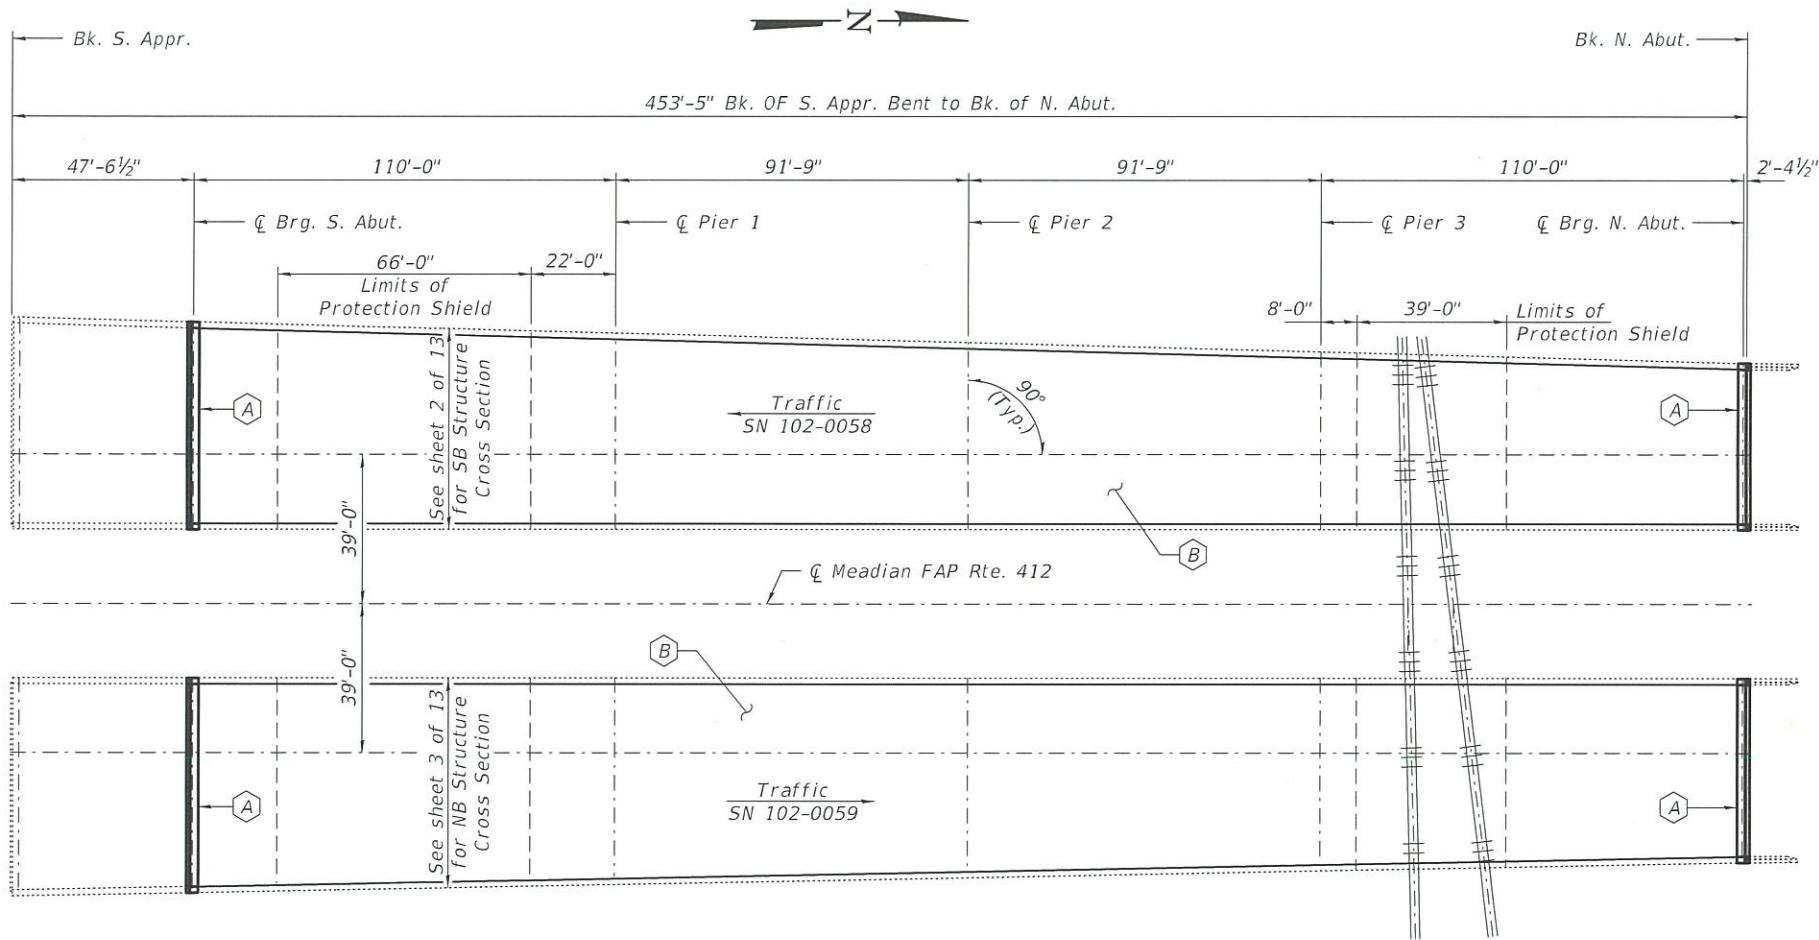 N
Bk. S. Appr.
Bk. N. Abut.
453'-5" Bk. OF S. Appr. Bent to Bk. of N. Abut.
47'-6½"
110'-0"
91'-9"
91'-9"
110'-0"
2'-4½"
℄ Brg. S. Abut.
℄ Pier 1
℄ Pier 2
℄ Pier 3
℄ Brg. N. Abut.
66'-0"
22'-0"
Limits of
Protection Shield
8'-0"
39'-0"
Limits of
Protection Shield
See sheet 2 of 13
for SB Structure
Cross Section
A
Traffic
SN 102-0058
90°
(Typ.)
A
39'-0"
B
℄ Meadian FAP Rte. 412
B
39'-0"
See sheet 3 of 13
for NB Structure
Cross Section
A
Traffic
SN 102-0059
A